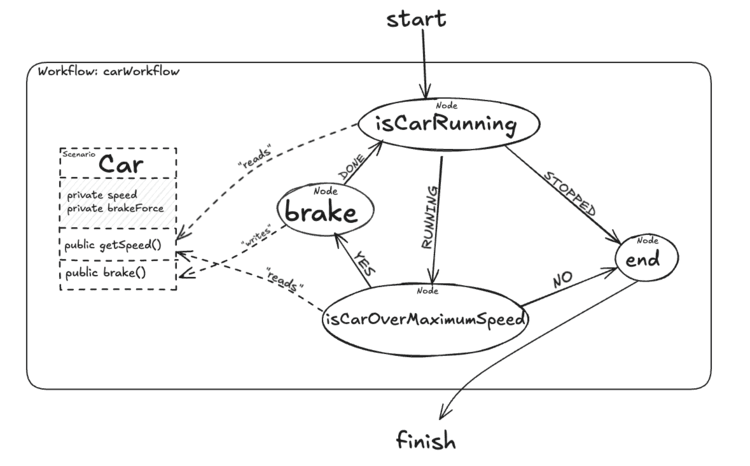 start
Workflow: carWorkflow
Node
isCarRunning
Scenario
Car
private speed
private brakeForce
public getSpeed()
public brake()
"reads"
"writes"
"reads"
DONE
Node
brake
RUNNING
STOPPED
YES
Node
isCarOverMaximumSpeed
NO
Node
end
finish